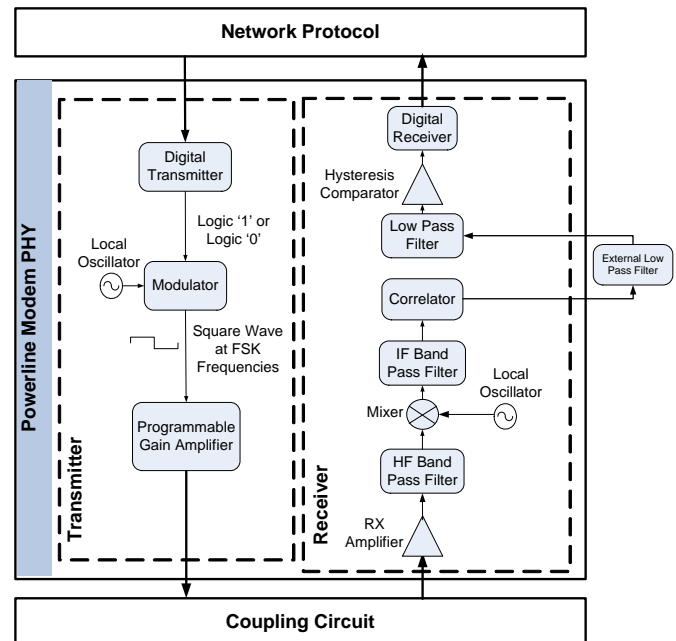 Network Protocol
Powerline Modem PHY
Transmitter
Digital
Transmitter
Logic ‘1’ or
Logic ‘0’
Local
Oscillator
Modulator
Square Wave
at FSK
Frequencies
Programmable
Gain Amplifier
Receiver
Digital
Receiver
Hysteresis
Comparator
Low Pass
Filter
External Low
Pass Filter
Correlator
IF Band
Pass Filter
Local
Oscillator
Mixer
HF Band
Pass Filter
RX
Amplifier
Coupling Circuit